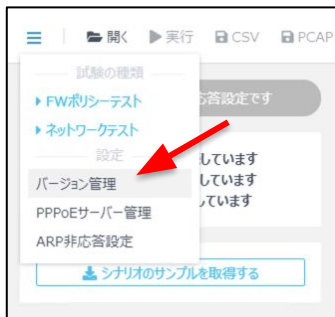 開く 実行 CSV PCAP
試験の種類
FWポリシーテスト
ネットワークテスト
設定
バージョン管理
PPPoEサーバー管理
ARP非応答設定
応答設定です
しています
しています
っています
シナリオのサンプルを取得する